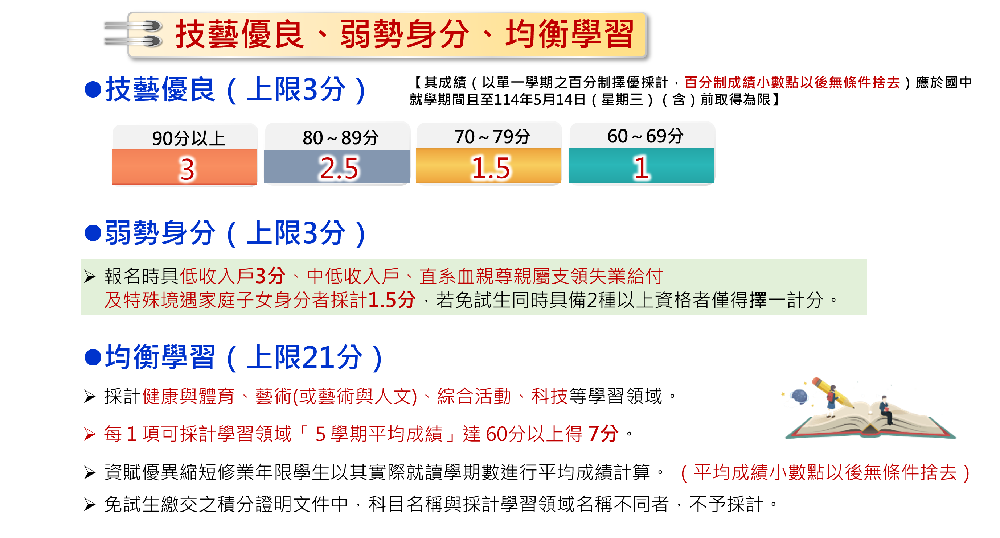 技藝優良、弱勢身分、均衡學習
●技藝優良（上限3分）
【其成績（以單一學期之百分制擇優採計，百分制成績小數點以後無條件捨去）應於國中
就學期間且至114年5月14日（星期三）（含）前取得為限】
90分以上
80~89分
70~79分
60~69分
3
2.5
1.5
1
●弱勢身分（上限3分）
➢ 報名時具低收入戶3分、中低收入戶、直系血親尊親屬支領失業給付
及特殊境遇家庭子女身分者採計1.5分，若免試生同時具備2種以上資格者僅得擇一計分。
●均衡學習（上限21分）
➢ 採計健康與體育、藝術(或藝術與人文)、綜合活動、科技等學習領域。
➢ 每 1 項可採計學習領域「 5 學期平均成績」達 60分以上得 7分。
➢ 資賦優異縮短修業年限學生以其實際就讀學期數進行平均成績計算。（平均成績小數點以後無條件捨去）
➢ 免試生繳交之積分證明文件中，科目名稱與採計學習領域名稱不同者，不予採計。